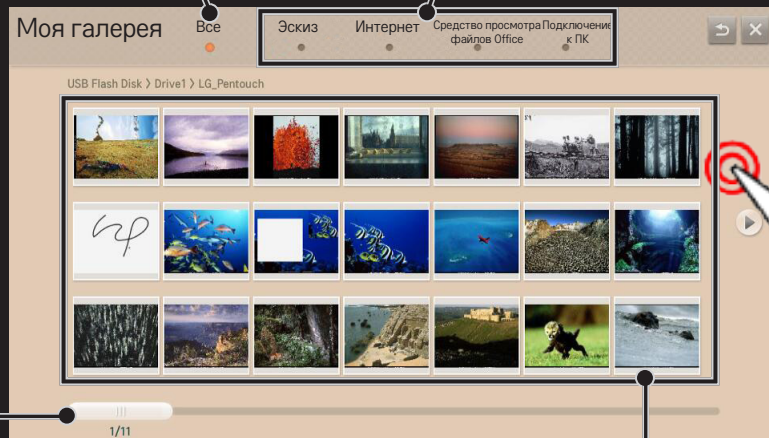 Моя галерея
Все
Эскиз
Интернет
Средство просмотра
файлов Office
Подключение
к ПК
USB Flash Disk > Drive1 > LG_Pentouch
1/11